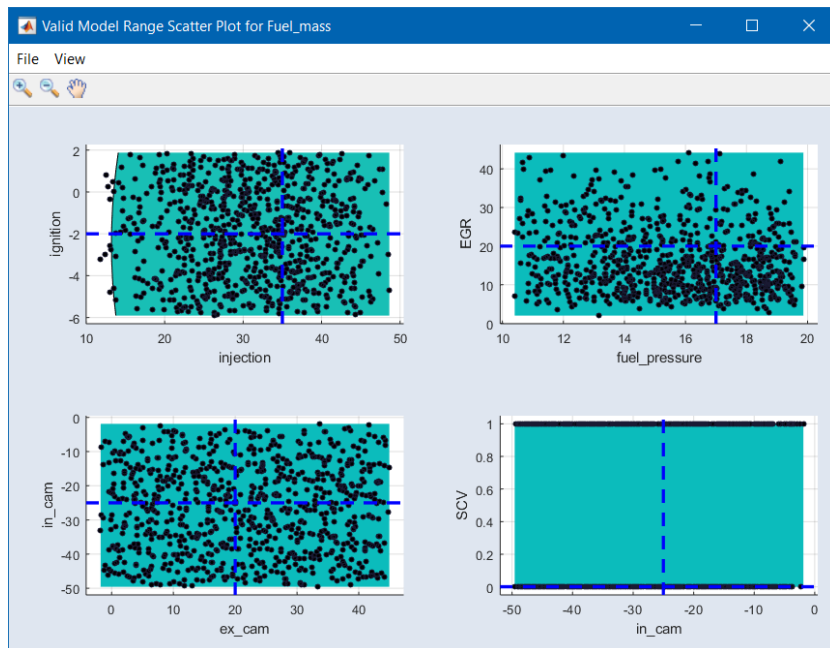 Valid Model Range Scatter Plot for Fuel_mass
File View
2
0
-2
-4
-6
ignition
10 20 30 40 50
injection
40
30
20
10
0
EGR
10 12 14 16 18 20
fuel_pressure
0
-10
-20
-30
-40
-50
in_cam
0 10 20 30 40
ex_cam
1
0.8
0.6
0.4
0.2
0
SCV
-50 -40 -30 -20 -10 0
in_cam